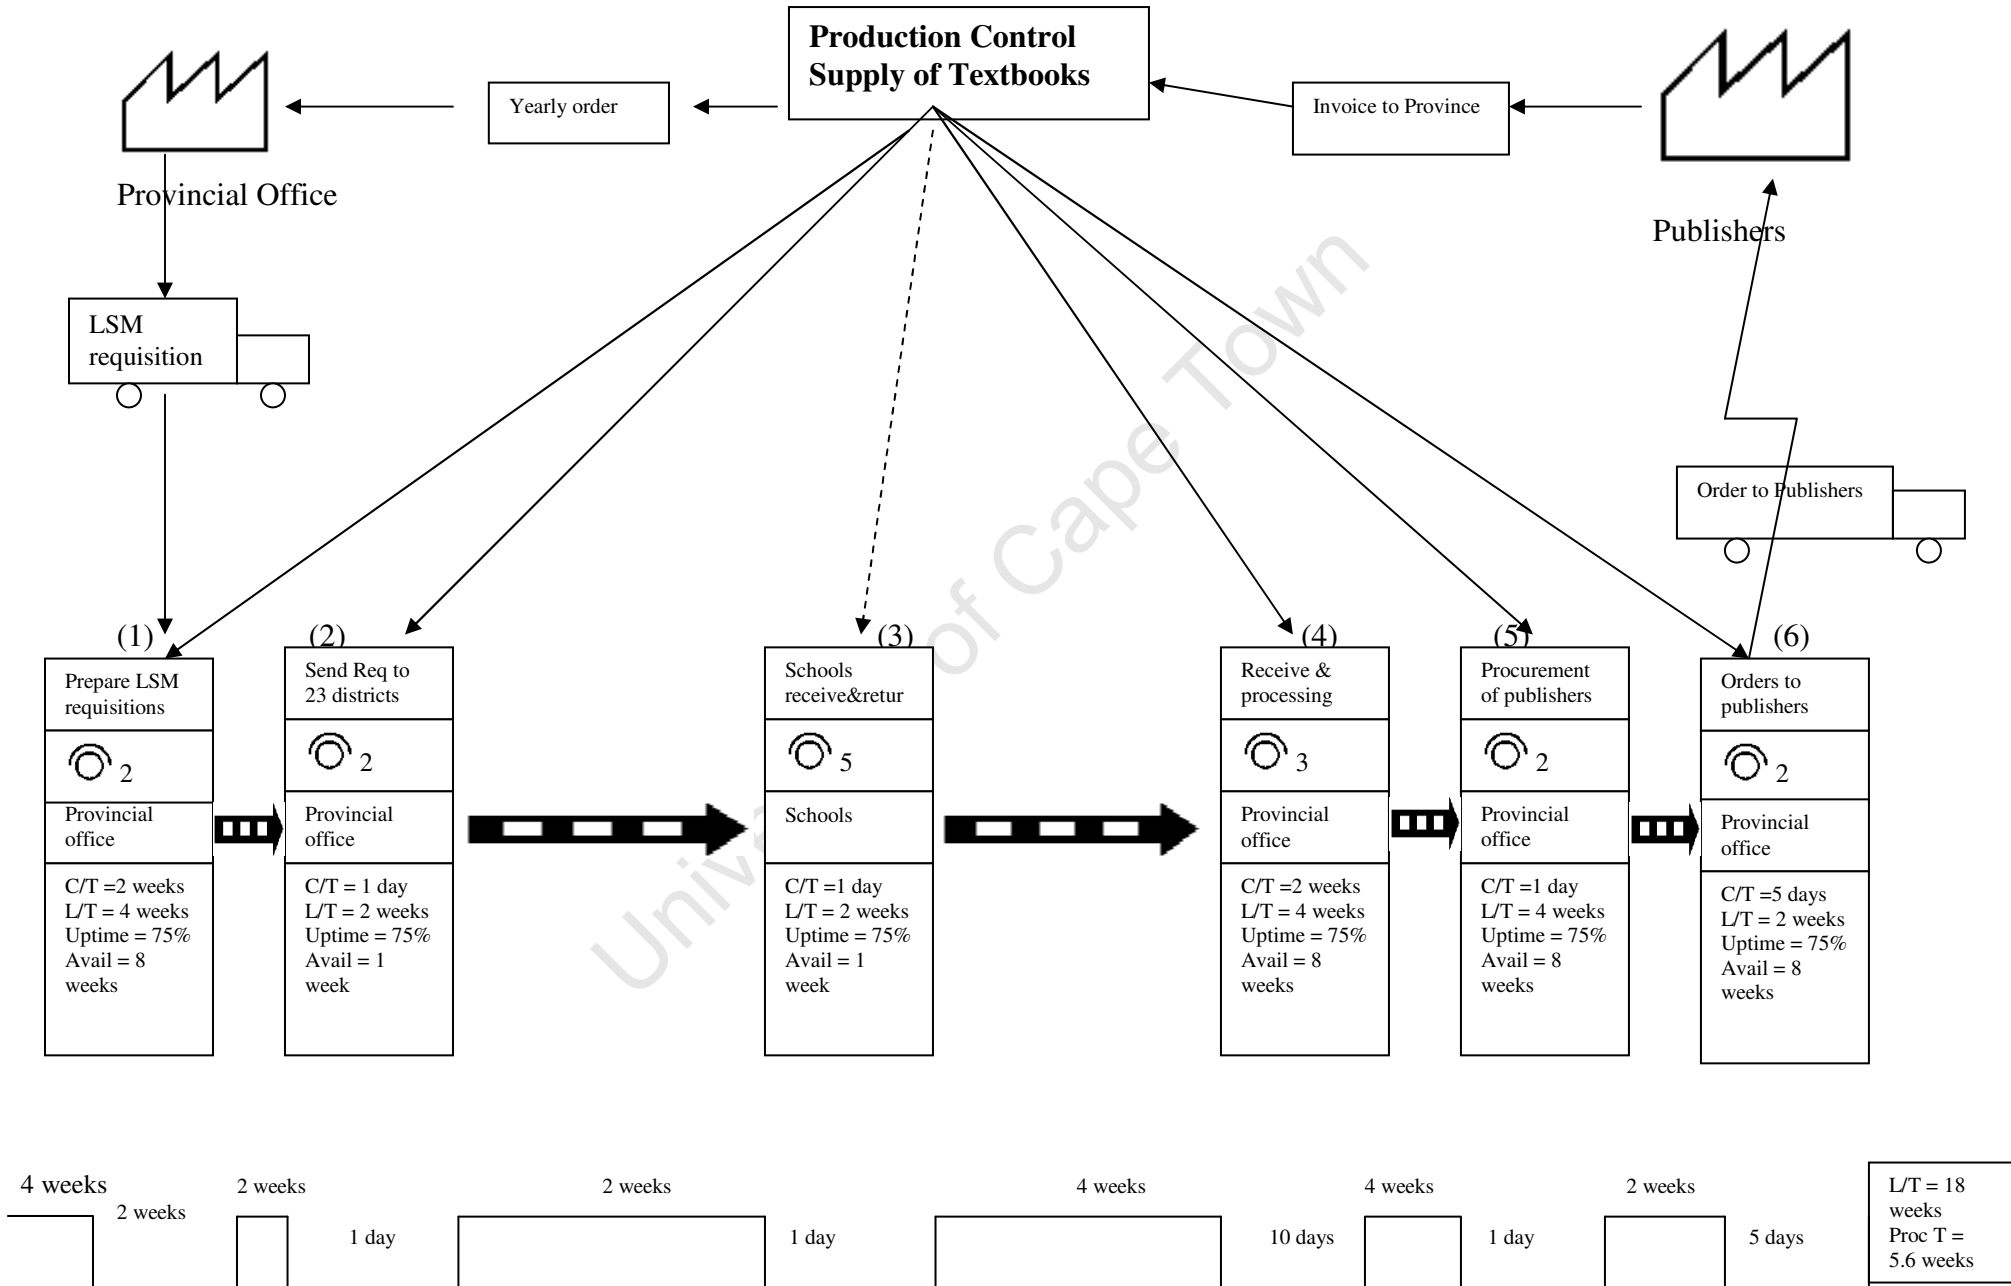 Production Control
Supply of Textbooks
Yearly order
Invoice to Province
Provincial Office
Publishers
LSM
requisition
Order to Publishers
(1)
(2)
(3)
(4)
(5)
(6)
Prepare LSM
requisitions
2
Provincial
office
C/T =2 weeks
L/T = 4 weeks
Uptime = 75%
Avail = 8
weeks
Send Req to
23 districts
2
Provincial
office
C/T = 1 day
L/T = 2 weeks
Uptime = 75%
Avail = 1
week
Schools
receive&retur
5
Schools
C/T =1 day
L/T = 2 weeks
Uptime = 75%
Avail = 1
week
Receive &
processing
3
Provincial
office
C/T =2 weeks
L/T = 4 weeks
Uptime = 75%
Avail = 8
weeks
Procurement
of publishers
2
Provincial
office
C/T =1 day
L/T = 4 weeks
Uptime = 75%
Avail = 8
weeks
Orders to
publishers
2
Provincial
office
C/T =5 days
L/T = 2 weeks
Uptime = 75%
Avail = 8
weeks
of Cape Town
4 weeks
2 weeks
2 weeks
1 day
2 weeks
1 day
4 weeks
10 days
4 weeks
1 day
2 weeks
5 days
L/T = 18
weeks
Proc T =
5.6 weeks